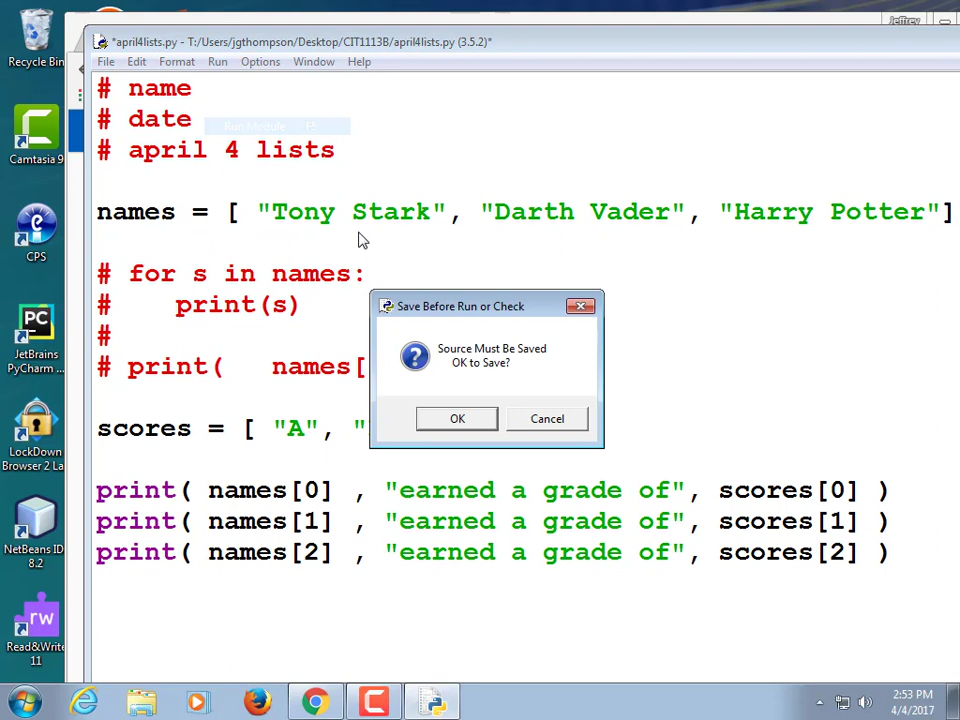 Jeffrey
Recycle Bin
Camtasia 9
CPS
JetBrains
PyCharm ...
LockDown
Browser 2 La
NetBeans ID
8.2
rw
Read&Write
11
*april4lists.py - T:/Users/jgthompson/Desktop/CIT1113B/april4lists.py (3.5.2)*
File Edit Format Run Options Window Help
# name
# date
Run Module F5
# april 4 lists
names = [ "Tony Stark", "Darth Vader", "Harry Potter"]
# for s in names:
# print(s)
#
# print( names[
scores = [ "A", "
print( names[0] , "earned a grade of", scores[0] )
print( names[1] , "earned a grade of", scores[1] )
print( names[2] , "earned a grade of", scores[2] )
Save Before Run or Check
Source Must Be Saved
OK to Save?
OK Cancel
2:53 PM
4/4/2017